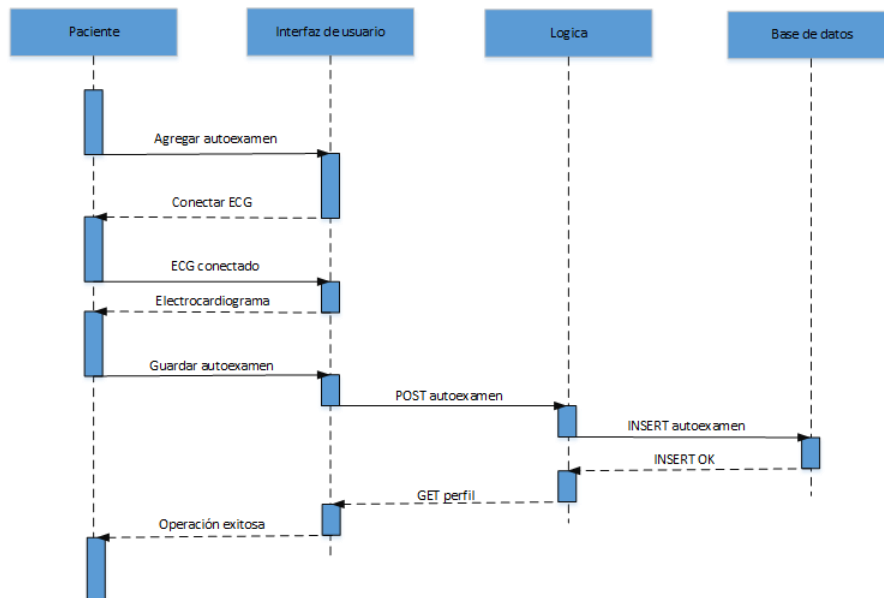 Paciente
Interfaz de usuario
Logica
Base de datos
Agregar autoexamen
Conectar ECG
ECG conectado
Electrocardiograma
Guardar autoexamen
POST autoexamen
INSERT autoexamen
INSERT OK
GET perfil
Operación exitosa